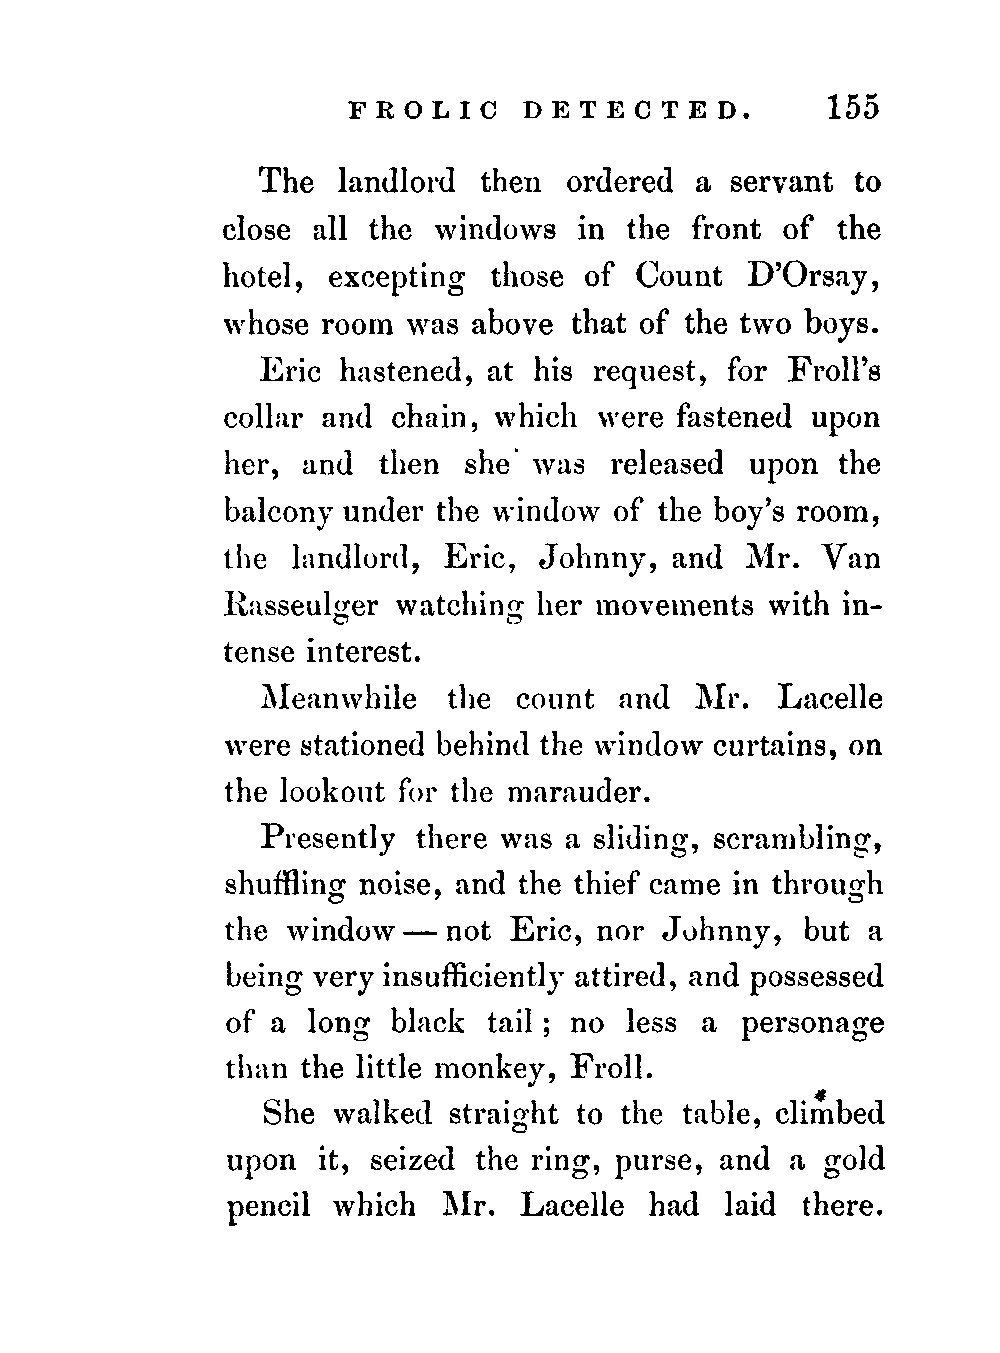 FROLIC DETECTED. 155
The landlord then ordered a servant to
close all the windows in the front of the
hotel, excepting those of Count D'Orsay,
whose room was above that of the two boys.
Eric hastened, at his request, for Froll's
collar and chain, which were fastened upon
her, and then she was released upon the
balcony under the window of the boy's room,
the landlord, Eric, Johnny, and Mr. Van
Rasseulger watching her movements with in-
tense interest.
Meanwhile the count and Mr. Lacelle
were stationed behind the window curtains, on
the lookout for the marauder.
Presently there was a sliding, scrambling,
shuffling noise, and the thief came in through
the window — not Eric, nor Johnny, but a
being very insufficiently attired, and possessed
of a long black tail; no less a personage
than the little monkey, Froll.
She walked straight to the table, climbed
upon it, seized the ring, purse, and a gold
pencil which Mr. Lacelle had laid there.